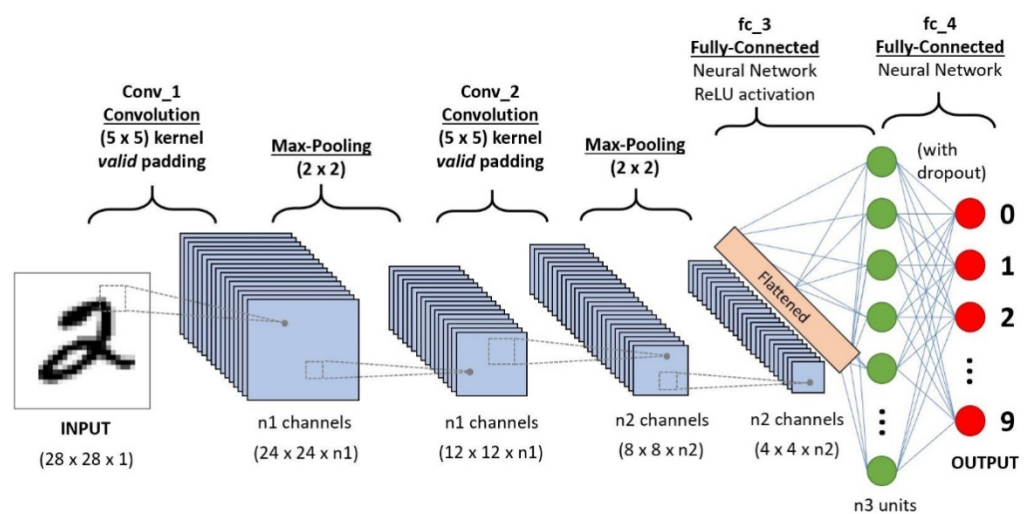 Conv_1
Convolution
(5 x 5) kernel
valid padding
Max-Pooling
(2 x 2)
Conv_2
Convolution
(5 x 5) kernel
valid padding
Max-Pooling
(2 x 2)
fc_3
Fully-Connected
Neural Network
ReLU activation
fc_4
Fully-Connected
Neural Network
(with
dropout)
2
Flattened
0
1
2
9
INPUT
(28 x 28 x 1)
n1 channels
(24 x 24 x n1)
n1 channels
(12 x 12 x n1)
n2 channels
(8 x 8 x n2)
n2 channels
(4 x 4 x n2)
OUTPUT
n3 units